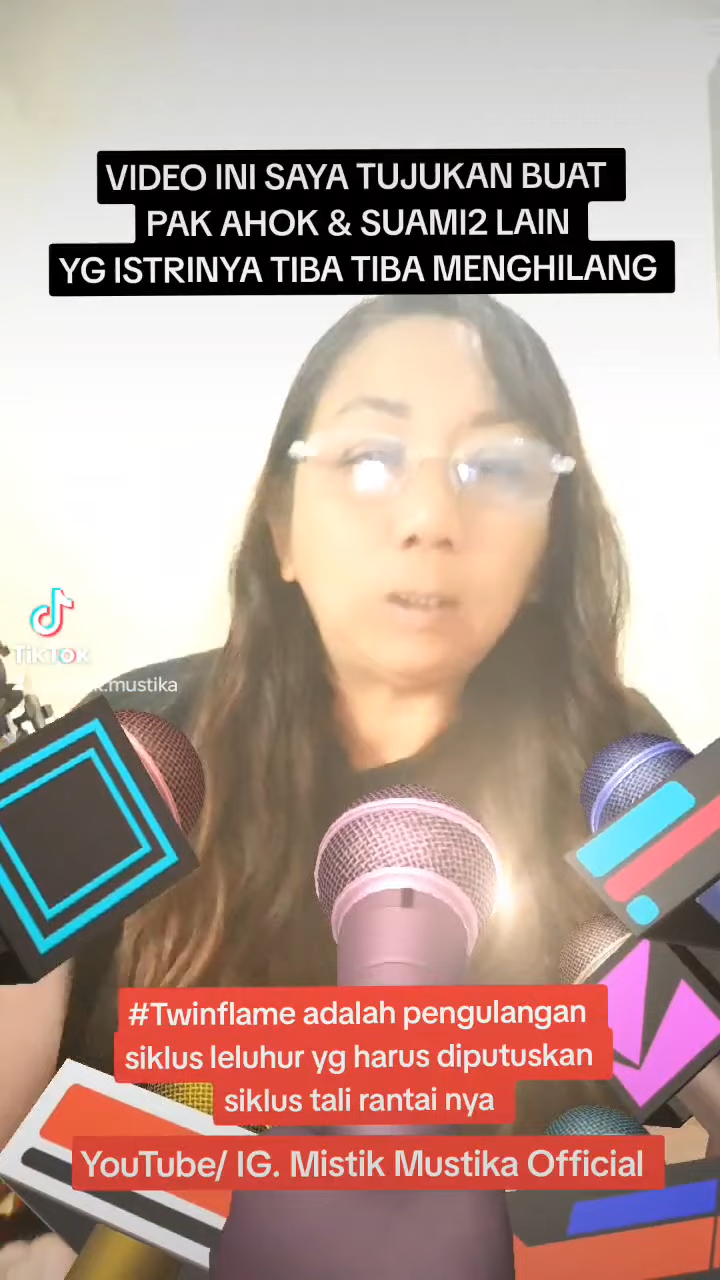 VIDEO INI SAYA TUJUKAN BUAT
PAK AHOK & SUAMI2 LAIN
YG ISTRINYA TIBA TIBA MENGHILANG
TikTok
.mustika
#Twinflame adalah pengulangan
siklus leluhur yg harus diputuskan
siklus tali rantai nya
YouTube/ IG. Mistik Mustika Official